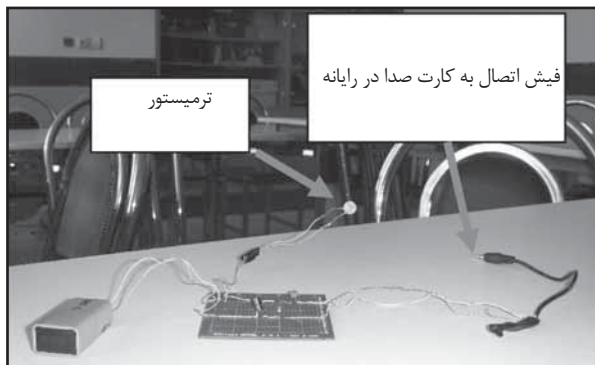 فیش اتصال به کارت صدا در رایانه
ترمیستور